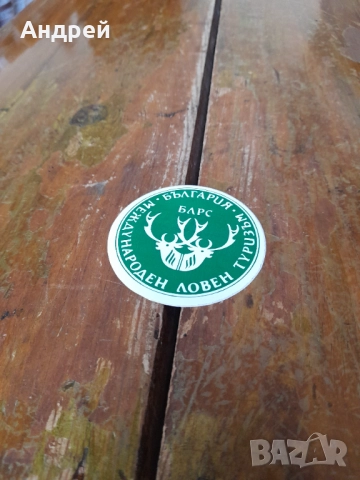 Андрей
• БЪЛГАРИЯ •
БЛРС
МЕЖДУНАРОДЕН ЛОВЕН ТУРИЗЪМ
BAZAR